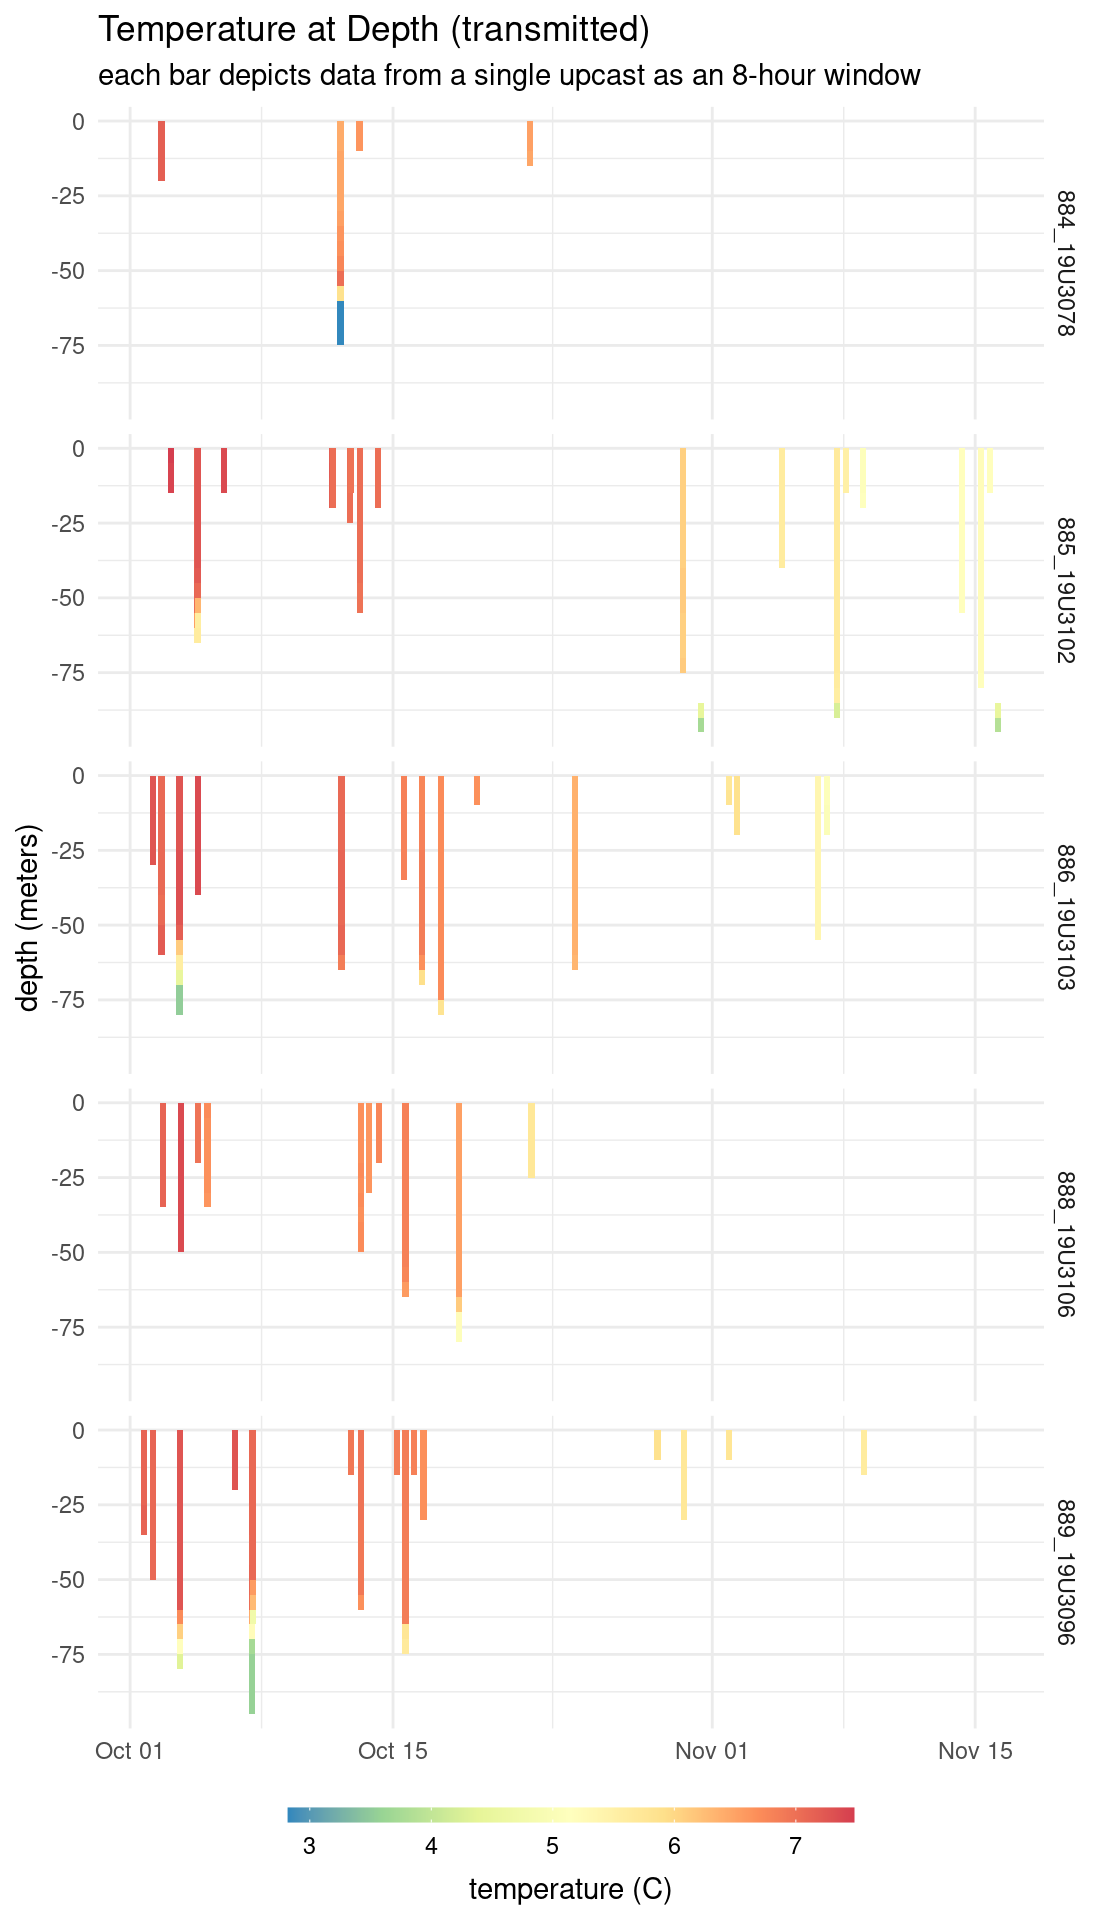 Temperature at Depth (transmitted)
each bar depicts data from a single upcast as an 8-hour window
depth (meters)
0
-25
-50
-75
884_19U3078
0
-25
-50
-75
885_19U3102
0
-25
-50
-75
886_19U3103
0
-25
-50
-75
888_19U3106
0
-25
-50
-75
889_19U3096
Oct 01 Oct 15 Nov 01 Nov 15
3 4 5 6 7
temperature (C)